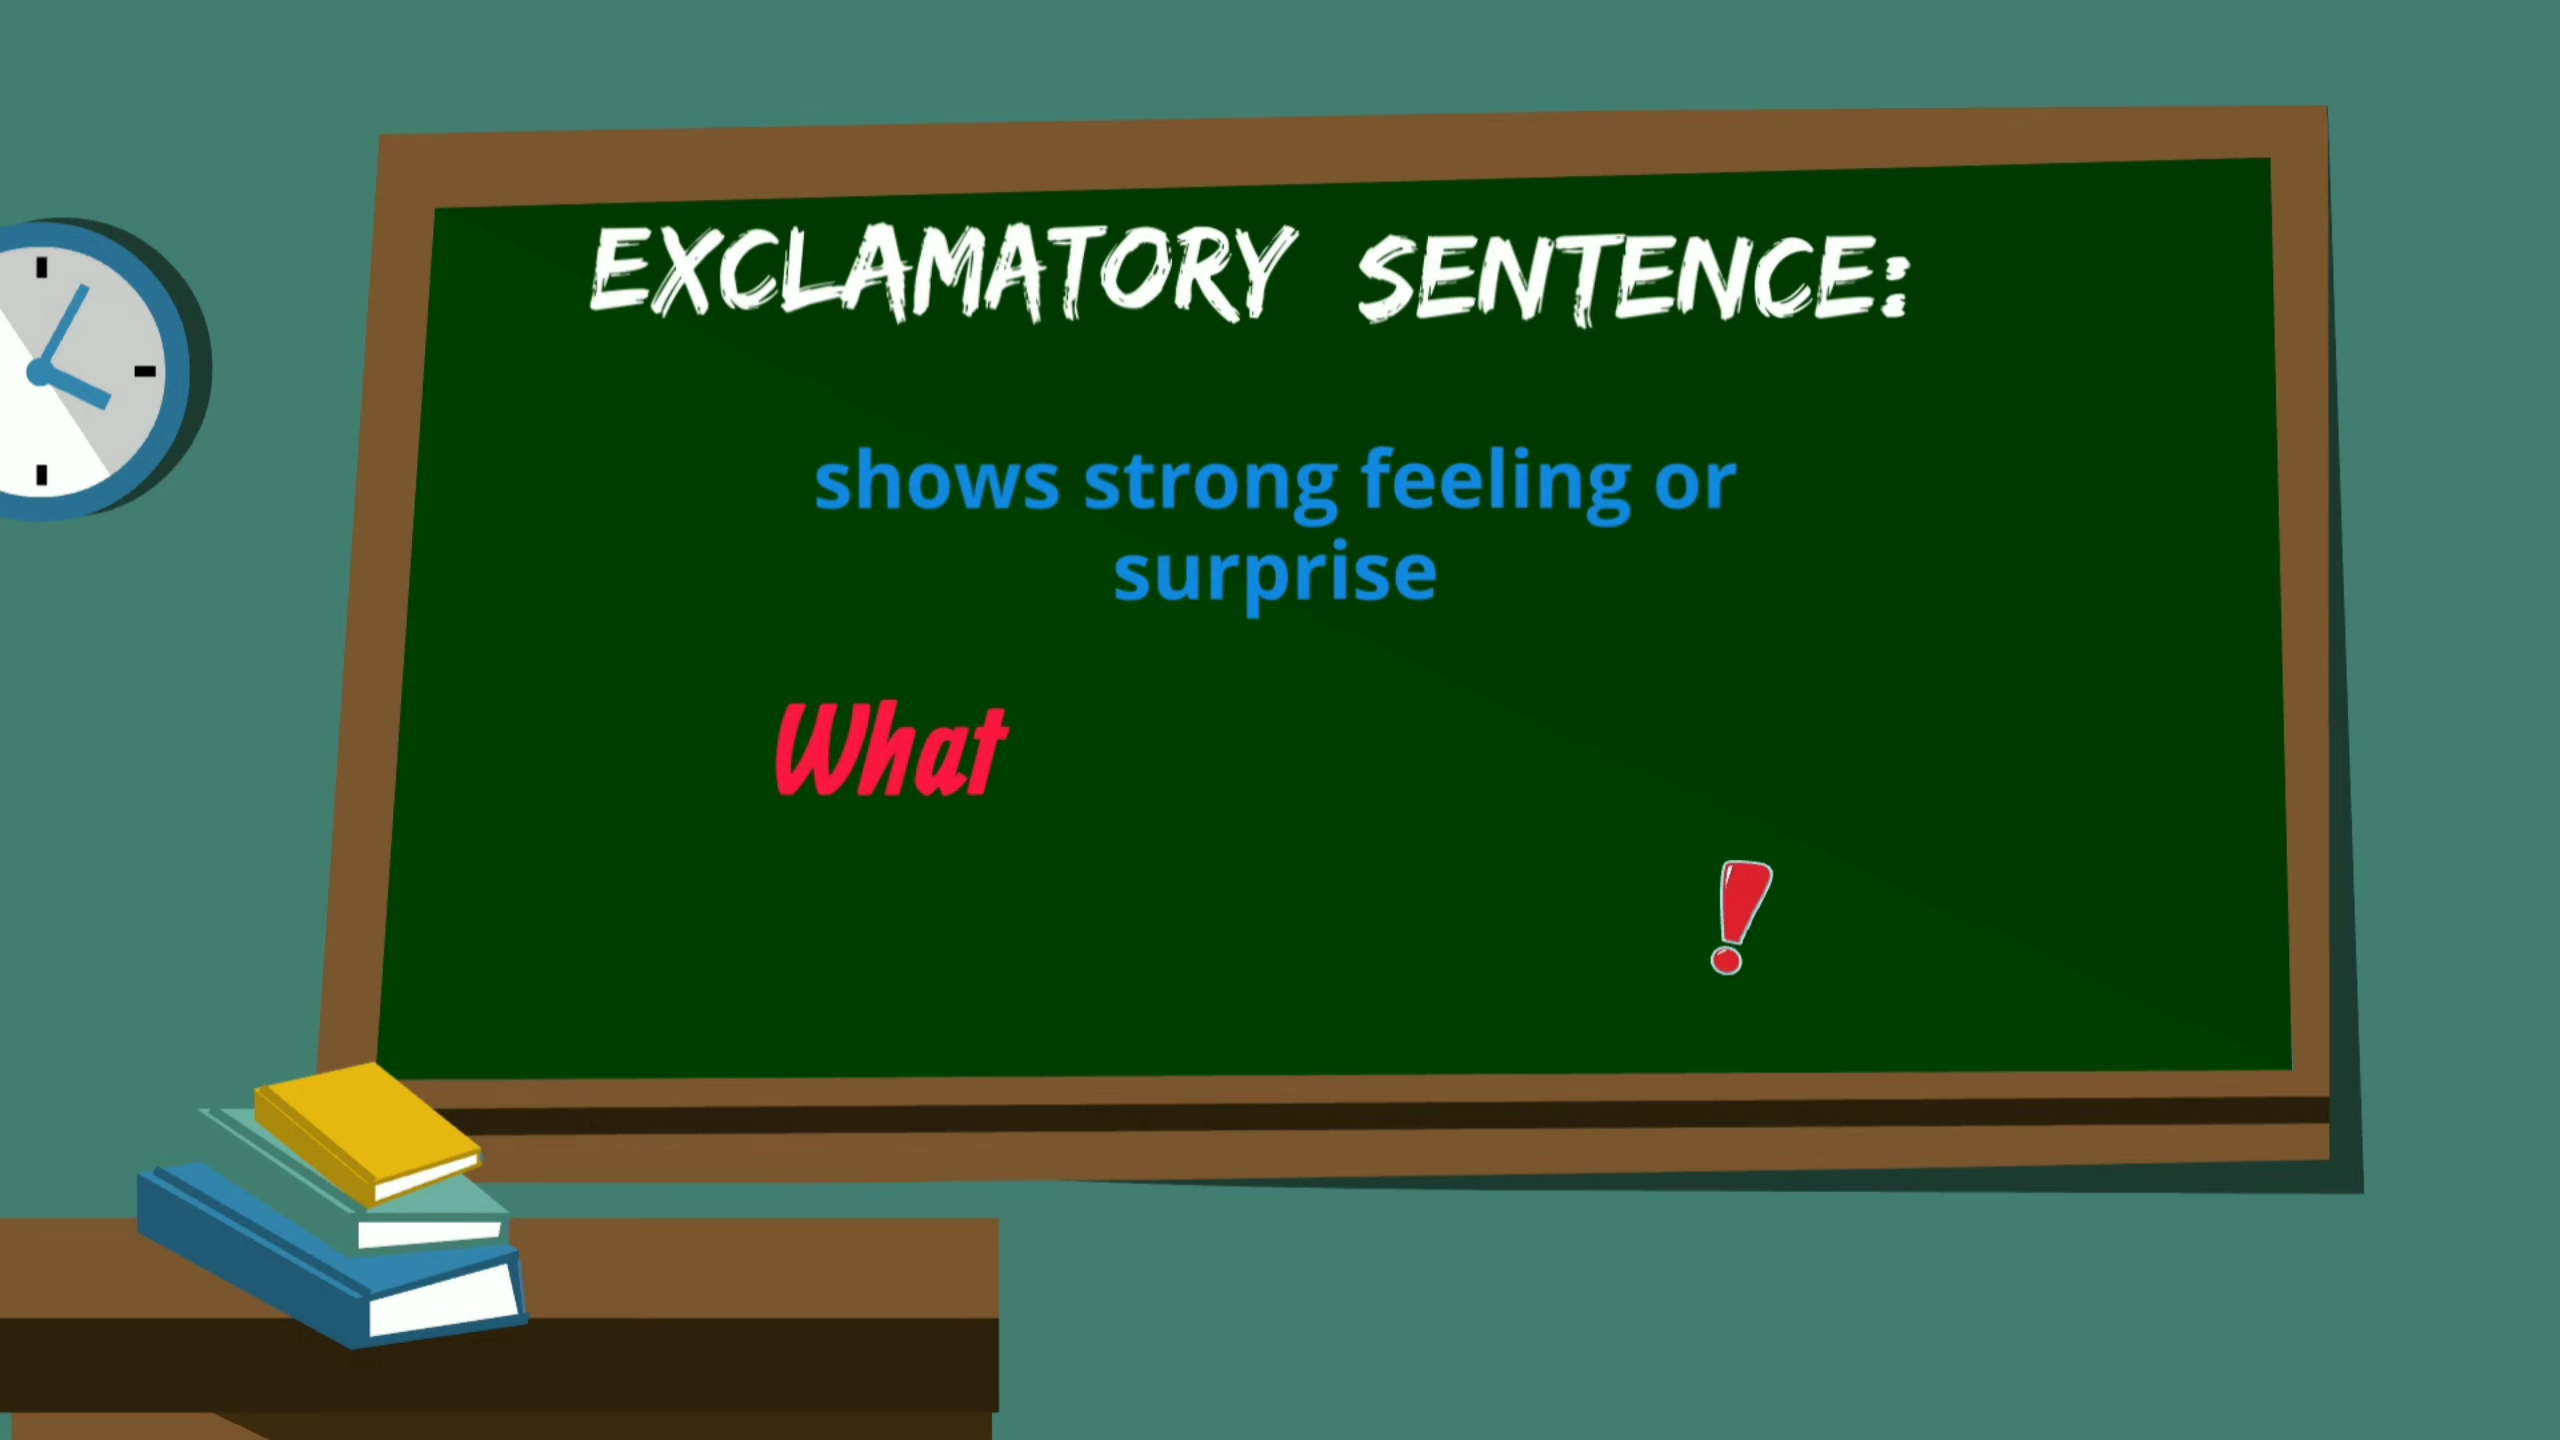 EXCLAMATORY SENTENCE:
shows strong feeling or
surprise
What
!